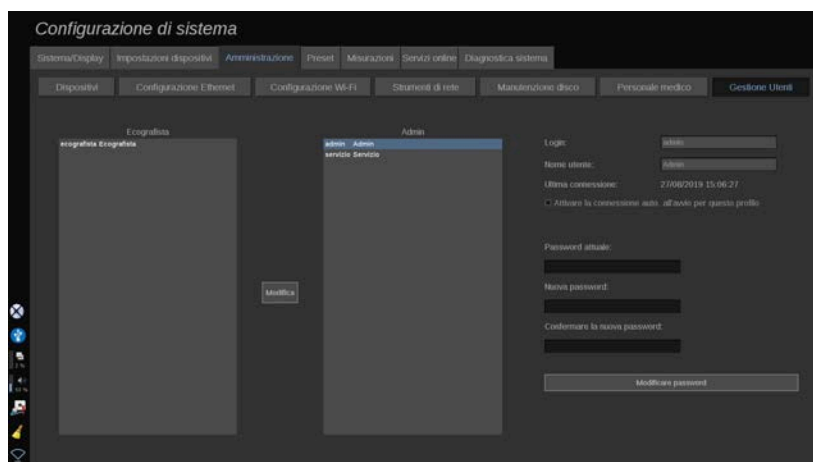 Configurazione di sistema
Sistema/Display Impostazioni dispositivi Amministrazione Preset Misurazioni Servizi online Diagnostica sistema
Dispositivi Configurazione Ethernet Configurazione Wi-Fi Strumenti di rete Manutenzione disco Personale medico Gestione Utenti
Ecografista Admin
ecografista Ecografista
admin Admin
servizio Servizio
Login: admin
Nome utente: Admin
Ultima connessione: 27/08/2019 15:06:27
Attivare la connessione auto. all'avvio per questo profilo
Password attuale:
Modifica
Nuova password:
Confermare la nuova password:
Modificare password